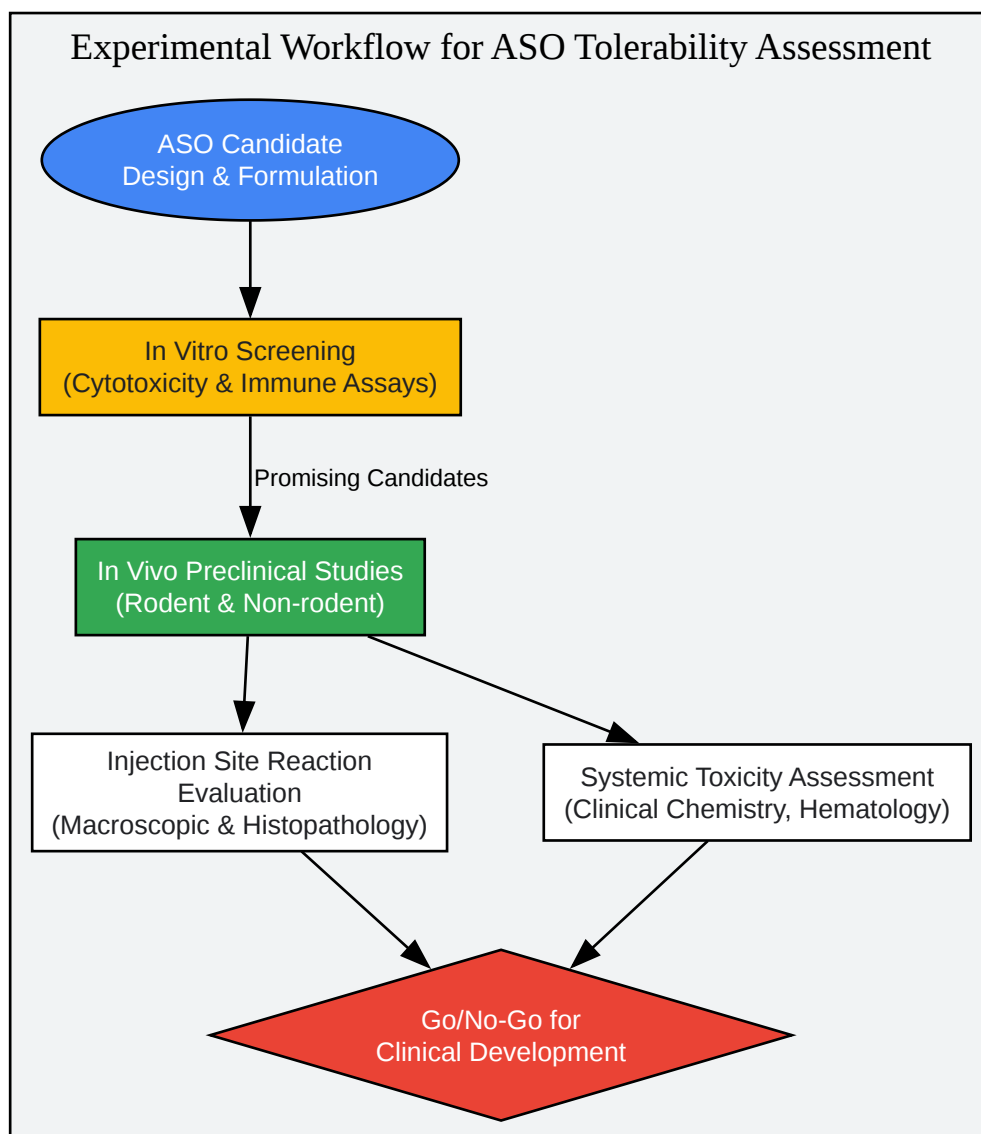 Experimental Workflow for ASO Tolerability Assessment
ASO Candidate
Design & Formulation
In Vitro Screening
(Cytotoxicity & Immune Assays)
Promising Candidates
In Vivo Preclinical Studies
(Rodent & Non-rodent)
Injection Site Reaction
Evaluation
(Macroscopic & Histopathology)
Systemic Toxicity Assessment
(Clinical Chemistry, Hematology)
Go/No-Go for
Clinical Development